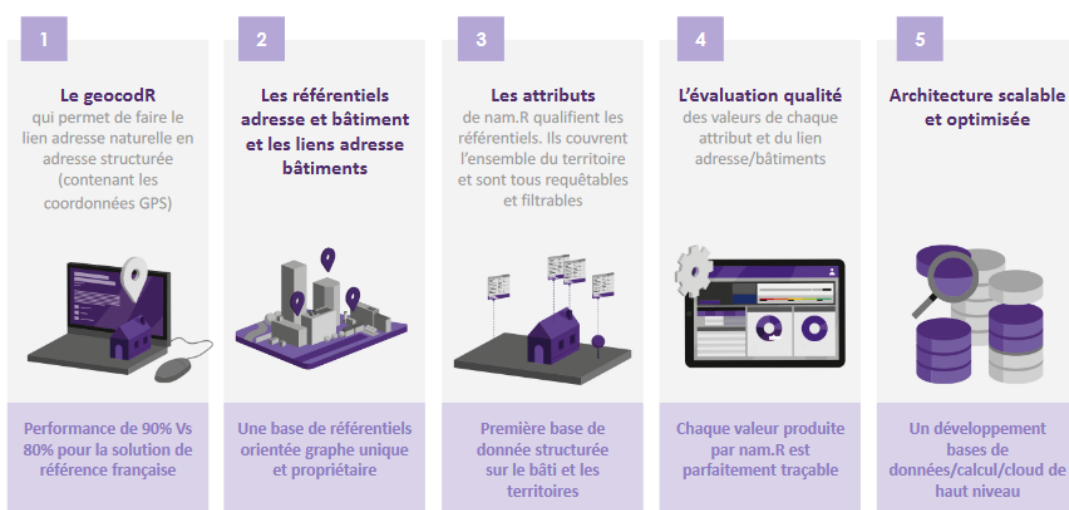 1
Le geocodR
qui permet de faire le
lien adresse naturelle en
adresse structurée
(contenant les
coordonnées GPS)
Performance de 90% Vs
80% pour la solution de
référence française
2
Les référentiels
adresse et bâtiment
et les liens adresse
bâtiments
Une base de référentiels
orientée graphe unique
et propriétaire
3
Les attributs
de nam.R qualifient les
référentiels. Ils couvrent
l'ensemble du territoire
et sont tous requêtables
et filtrables
Première base de
donnée structurée
sur le bâti et les
territoires
4
L'évaluation qualité
des valeurs de chaque
attribut et du lien
adresse/bâtiments
Chaque valeur produite
par nam.R est
parfaitement traçable
5
Architecture scalable
et optimisée
Un développement
bases de
données/calcul/cloud de
haut niveau